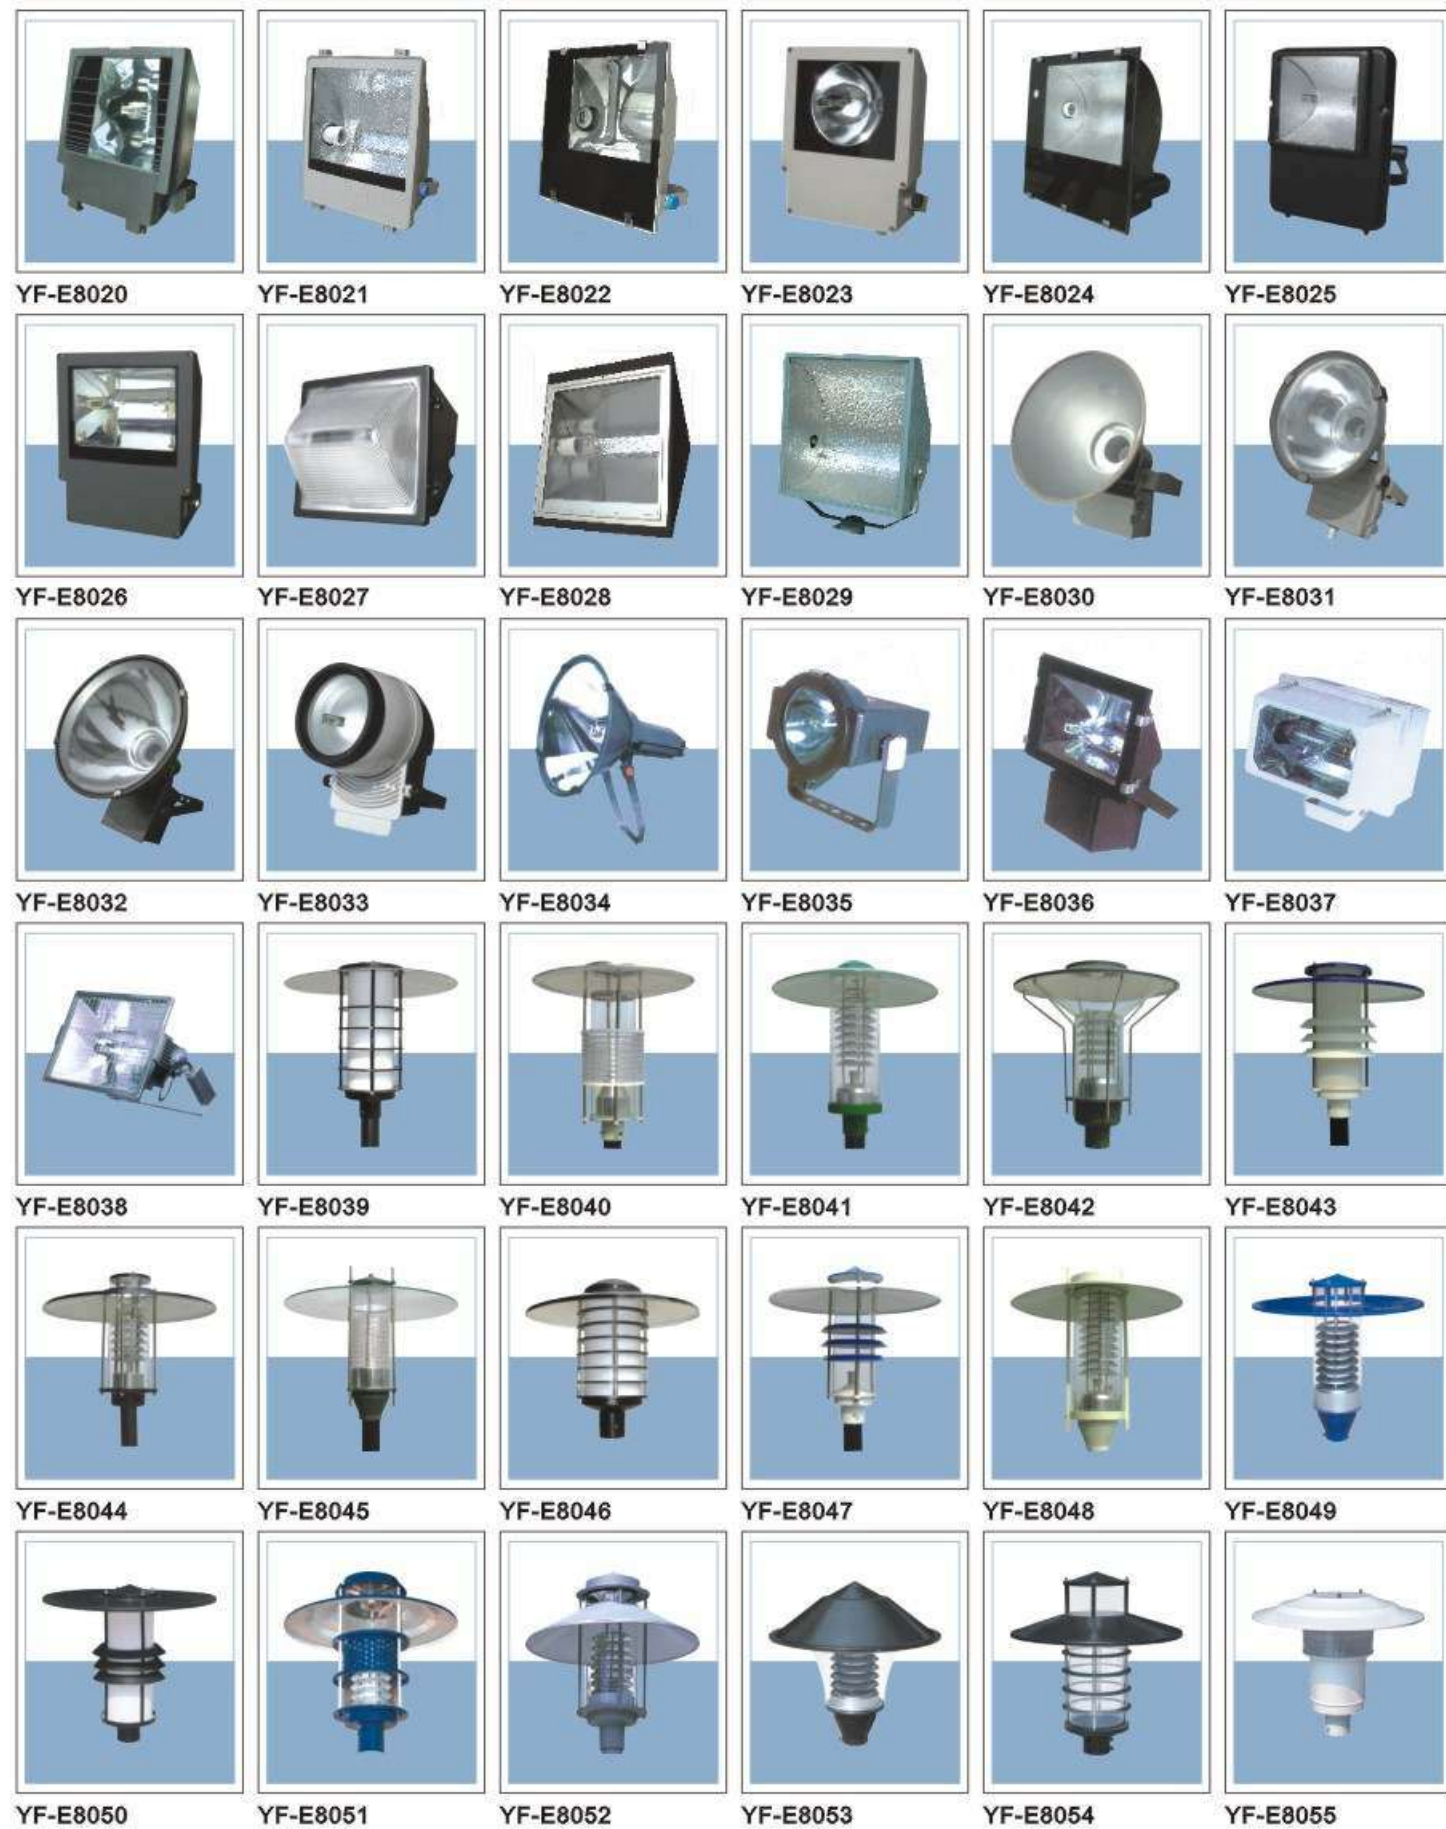 YF-E8020 YF-E8021 YF-E8022 YF-E8023 YF-E8024 YF-E8025
YF-E8026 YF-E8027 YF-E8028 YF-E8029 YF-E8030 YF-E8031
YF-E8032 YF-E8033 YF-E8034 YF-E8035 YF-E8036 YF-E8037
YF-E8038 YF-E8039 YF-E8040 YF-E8041 YF-E8042 YF-E8043
YF-E8044 YF-E8045 YF-E8046 YF-E8047 YF-E8048 YF-E8049
YF-E8050 YF-E8051 YF-E8052 YF-E8053 YF-E8054 YF-E8055